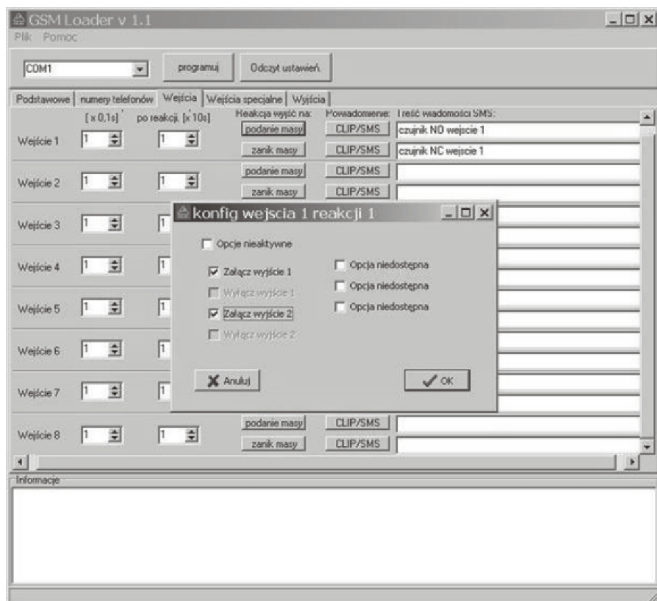 GSM Loader v 1.1
Plik Pomoc
COM1 programuj Odczyt ustawień.
Podstawowe numery telefonów Wejścia Wejścia specjalne Wyjścia
[ x 0,1s] po reakcji. [x 10s] Reakcja wyjść na: Powiadomienie: Treść wiadomości SMS:
Wejście 1 1 1 podanie masy CLIP/SMS czujnik NO wejscie 1
zanik masy CLIP/SMS czujnik NC wejscie 1
Wejście 2 1 1 podanie masy CLIP/SMS
zanik masy CLIP/SMS
konfig wejscia 1 reakcji 1
Wejście 3 1 1
Opcje nieaktywne
Wejście 4 1 1
Załącz wyjście 1 Opcja niedostępna
Wyłącz wyjście 1 Opcja niedostępna
Wejście 5 1 1
Załącz wyjście 2 Opcja niedostępna
Wyłącz wyjście 2
Wejście 6 1 1
Wejście 7 1 1
Anuluj OK
Wejście 8 1 1 podanie masy CLIP/SMS
zanik masy CLIP/SMS
Informacje